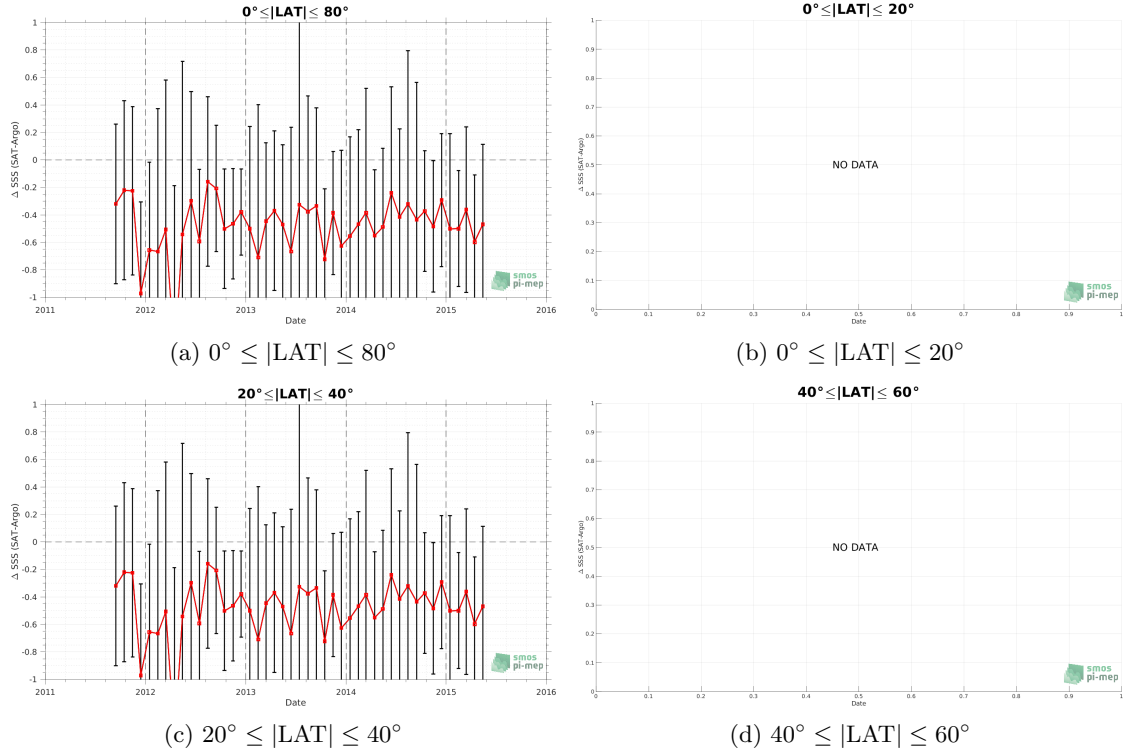 0°≤|LAT|≤ 80°
Δ SSS (SAT-Argo)
1
0.8
0.6
0.4
0.2
0
-0.2
-0.4
-0.6
-0.8
-1
2011 2012 2013 2014 2015 2016
Date
smos
pi-mep
(a) 0° ≤ |LAT| ≤ 80°
0°≤|LAT|≤ 20°
Δ SSS (SAT-Argo)
1
0.9
0.8
0.7
0.6
0.5
0.4
0.3
0.2
0.1
0
NO DATA
0 0.1 0.2 0.3 0.4 0.5 0.6 0.7 0.8 0.9 1
Date
smos
pi-mep
(b) 0° ≤ |LAT| ≤ 20°
20°≤|LAT|≤ 40°
Δ SSS (SAT-Argo)
1
0.8
0.6
0.4
0.2
0
-0.2
-0.4
-0.6
-0.8
-1
2011 2012 2013 2014 2015 2016
Date
smos
pi-mep
(c) 20° ≤ |LAT| ≤ 40°
40°≤|LAT|≤ 60°
Δ SSS (SAT-Argo)
1
0.9
0.8
0.7
0.6
0.5
0.4
0.3
0.2
0.1
0
NO DATA
0 0.1 0.2 0.3 0.4 0.5 0.6 0.7 0.8 0.9 1
Date
smos
pi-mep
(d) 40° ≤ |LAT| ≤ 60°